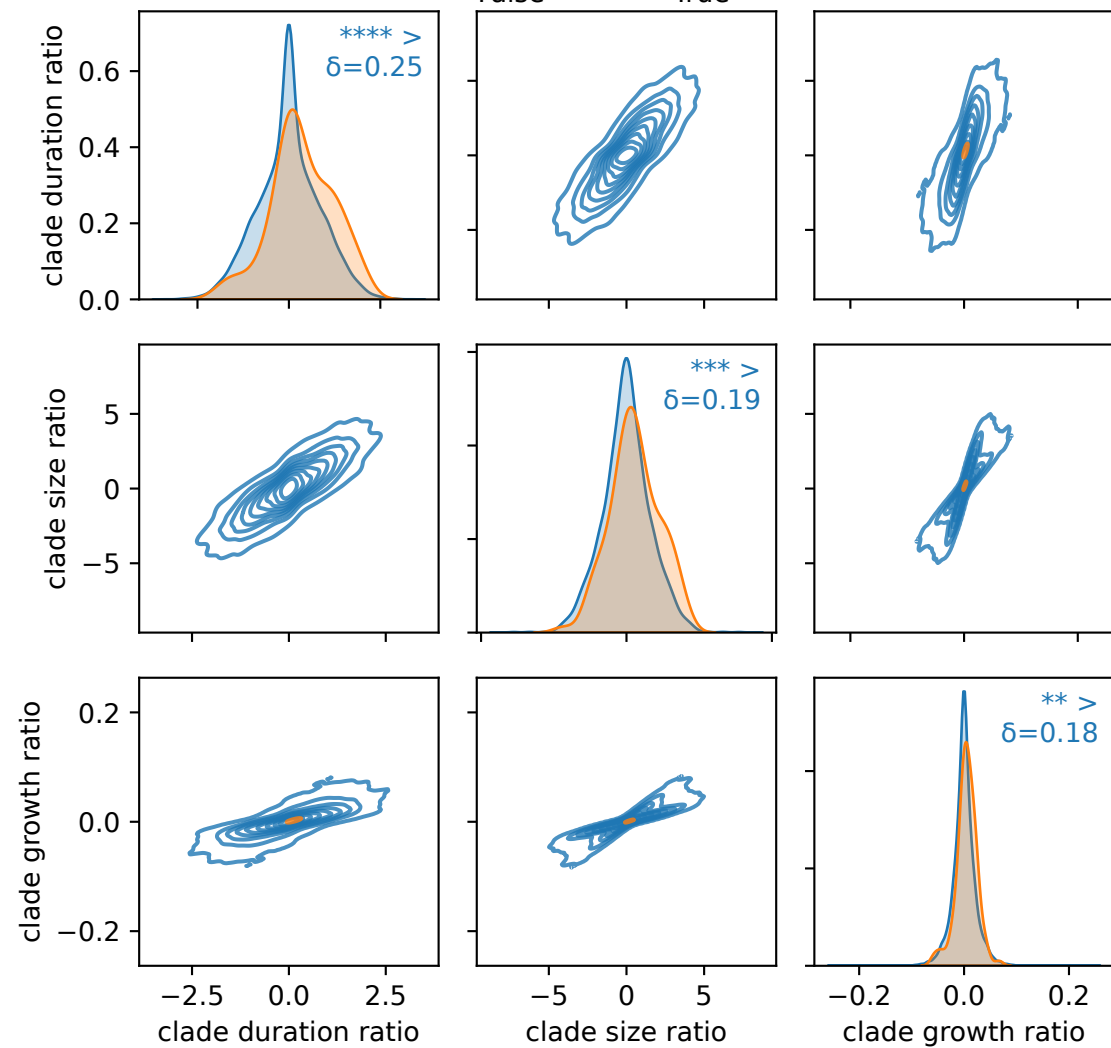 False True
clade duration ratio
0.6
0.4
0.2
0.0
**** >
δ=0.25
clade size ratio
5
0
−5
*** >
δ=0.19
clade growth ratio
0.2
0.0
−0.2
** >
δ=0.18
−2.5 0.0 2.5
−5 0 5
−0.2 0.0 0.2
clade duration ratio
clade size ratio
clade growth ratio